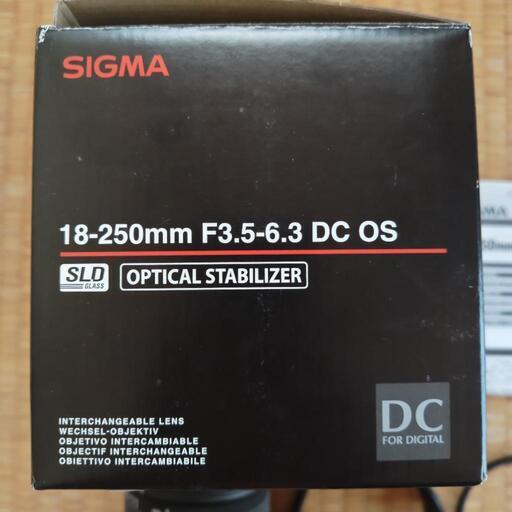 SIGMA
18-250mm F3.5-6.3 DC OS
SLD GLASS OPTICAL STABILIZER
INTERCHANGEABLE LENS
WECHSEL-OBJEKTIV
OBJETIVO INTERCAMBIABLE
OBJECTIF INTERCHANGEABLE
OBIETTIVO INTERCAMBIABILE
DC
FOR DIGITAL